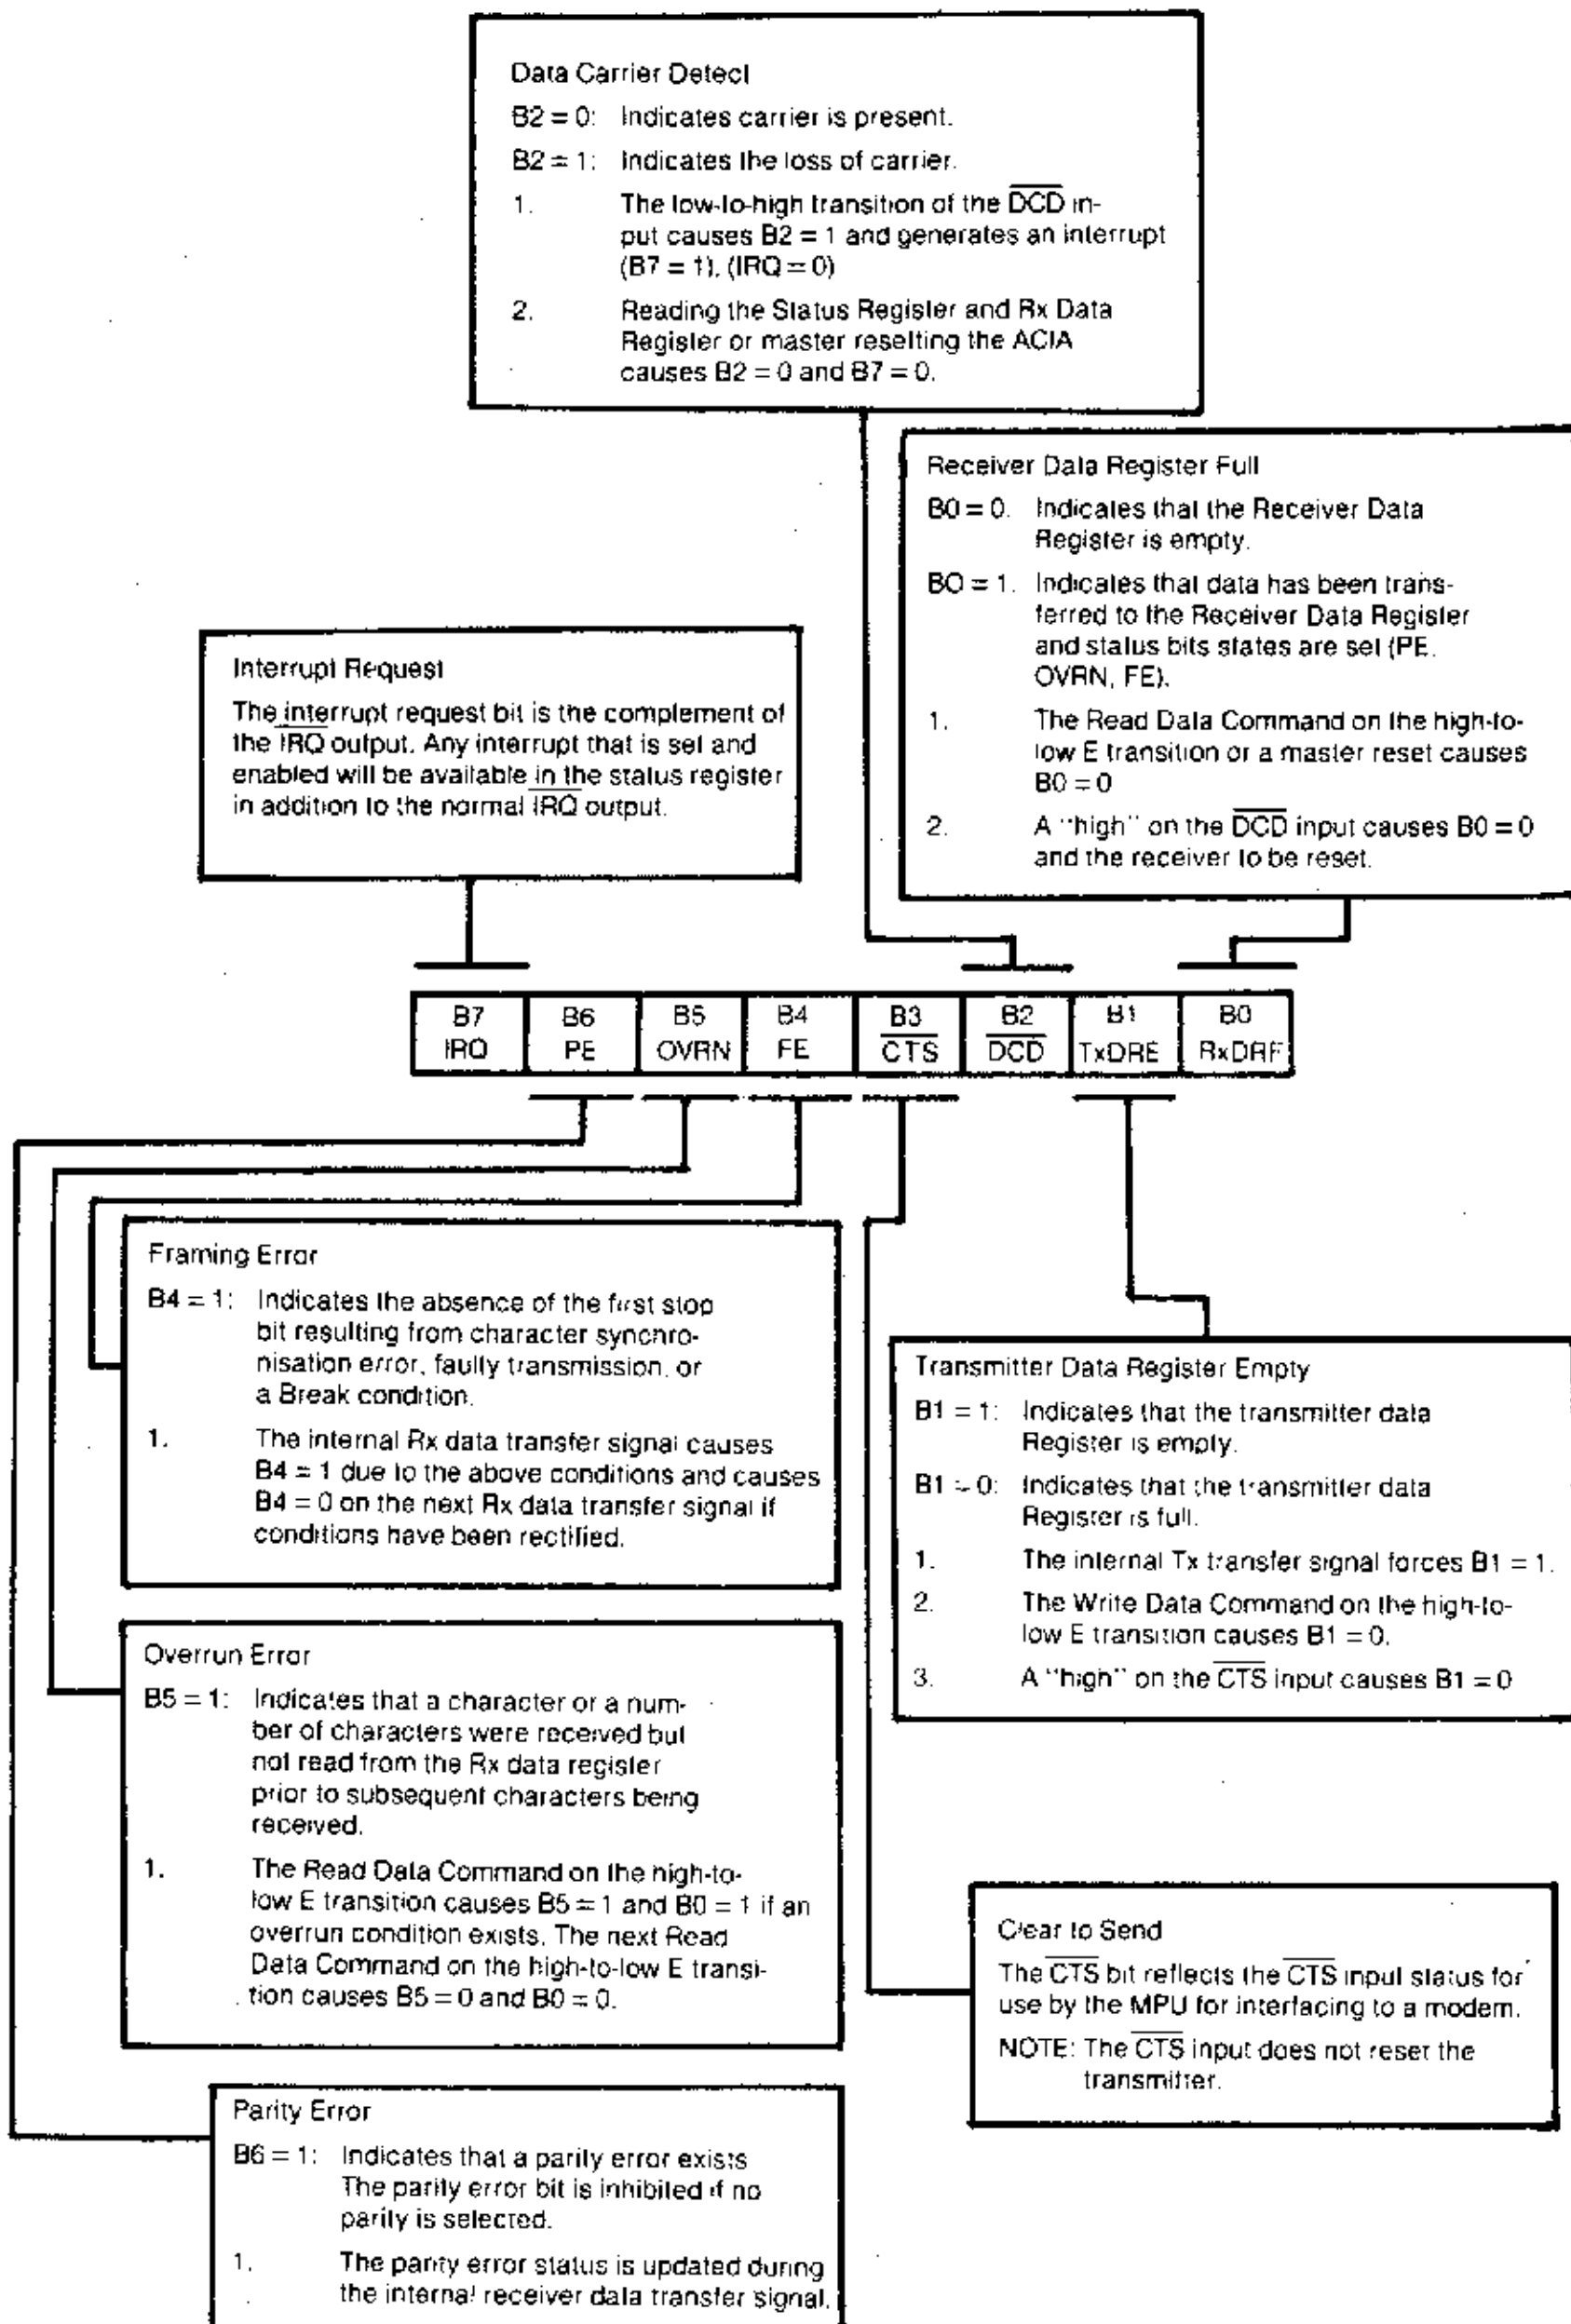 Data Carrier Detect
B2 = 0: Indicates carrier is present.
B2 = 1: Indicates the loss of carrier.
1. The low-to-high transition of the D̅C̅D̅ in-
put causes B2 = 1 and generates an interrupt
(B7 = 1). (IRQ = 0)
2. Reading the Status Register and Rx Data
Register or master resetting the ACIA
causes B2 = 0 and B7 = 0.
Receiver Data Register Full
B0 = 0. Indicates that the Receiver Data
Register is empty.
B0 = 1. Indicates that data has been trans-
ferred to the Receiver Data Register
and status bits states are set (PE.
OVRN, FE).
1. The Read Data Command on the high-to-
low E transition or a master reset causes
B0 = 0
2. A "high" on the D̅C̅D̅ input causes B0 = 0
and the receiver to be reset.
Interrupt Request
The interrupt request bit is the complement of
the I̅R̅Q̅ output. Any interrupt that is set and
enabled will be available in the status register
in addition to the normal I̅R̅Q̅ output.
B7 B6 B5 B4 B3 B2 B1 B0
IRQ PE OVRN FE C̅T̅S̅ D̅C̅D̅ TxDRE RxDRF
Framing Error
B4 = 1: Indicates the absence of the first stop
bit resulting from character synchro-
nisation error, faulty transmission, or
a Break condition.
1. The internal Rx data transfer signal causes
B4 = 1 due to the above conditions and causes
B4 = 0 on the next Rx data transfer signal if
conditions have been rectified.
Transmitter Data Register Empty
B1 = 1: Indicates that the transmitter data
Register is empty.
B1 = 0: Indicates that the transmitter data
Register is full.
1. The internal Tx transfer signal forces B1 = 1.
2. The Write Data Command on the high-to-
low E transition causes B1 = 0.
3. A "high" on the C̅T̅S̅ input causes B1 = 0
Overrun Error
B5 = 1: Indicates that a character or a num-
ber of characters were received but
not read from the Rx data register
prior to subsequent characters being
received.
1. The Read Data Command on the high-to-
low E transition causes B5 = 1 and B0 = 1 if an
overrun condition exists. The next Read
Data Command on the high-to-low E transi-
tion causes B5 = 0 and B0 = 0.
Clear to Send
The C̅T̅S̅ bit reflects the C̅T̅S̅ input status for
use by the MPU for interfacing to a modem.
NOTE: The C̅T̅S̅ input does not reset the
transmitter.
Parity Error
B6 = 1: Indicates that a parity error exists
The parity error bit is inhibited if no
parity is selected.
1. The parity error status is updated during
the internal receiver data transfer signal.